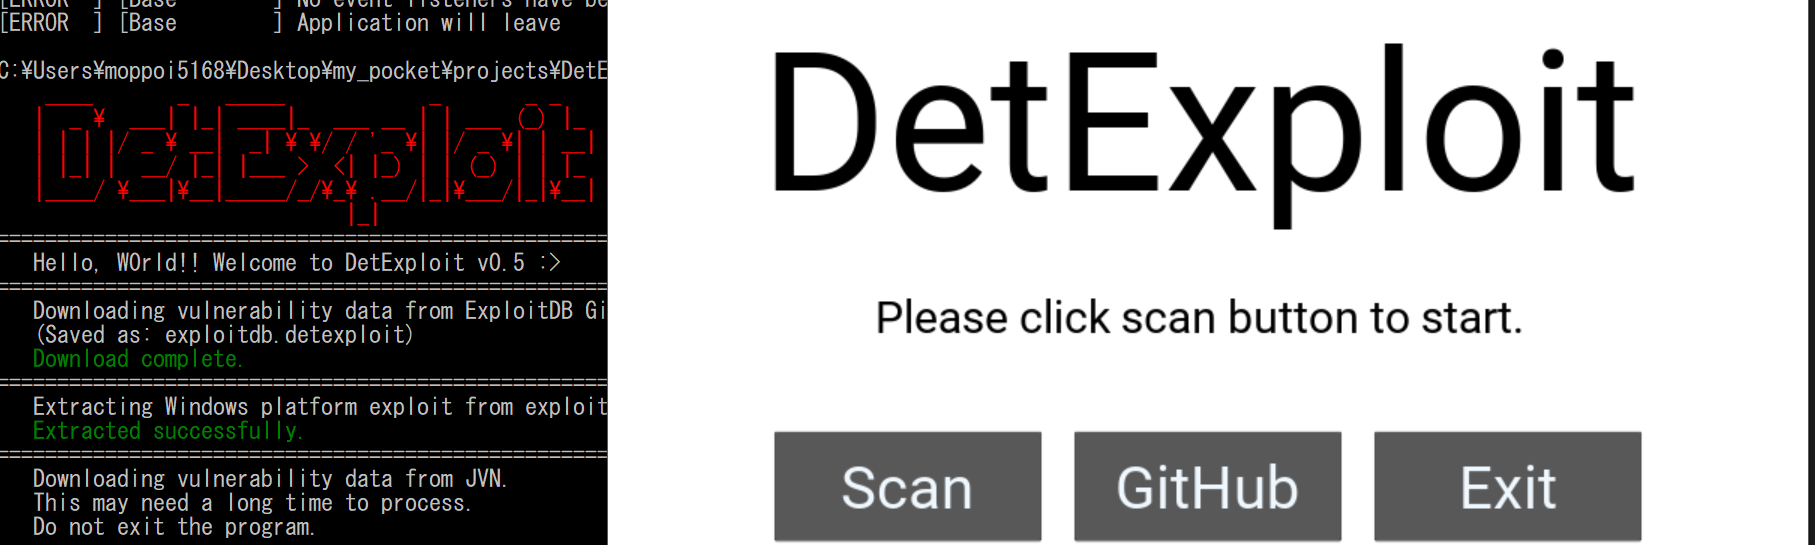 [ERROR ] [Base ] No event listeners have be
[ERROR ] [Base ] Application will leave
C:¥Users¥moppoi5168¥Desktop¥my_pocket¥projects¥DetE
DetExploit
Hello, W0rld!! Welcome to DetExploit v0.5 :>
Downloading vulnerability data from ExploitDB Gi
(Saved as: exploitdb.detexploit)
Download complete.
Extracting Windows platform exploit from exploit
Extracted successfully.
Downloading vulnerability data from JVN.
This may need a long time to process.
Do not exit the program.
DetExploit
Please click scan button to start.
Scan
GitHub
Exit